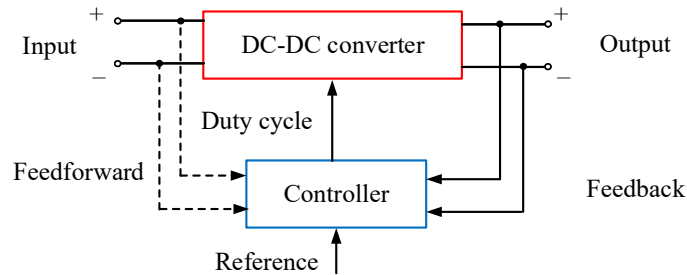 +
Input
−
DC-DC converter
+
Output
−
Duty cycle
Feedforward
Controller
Feedback
Reference